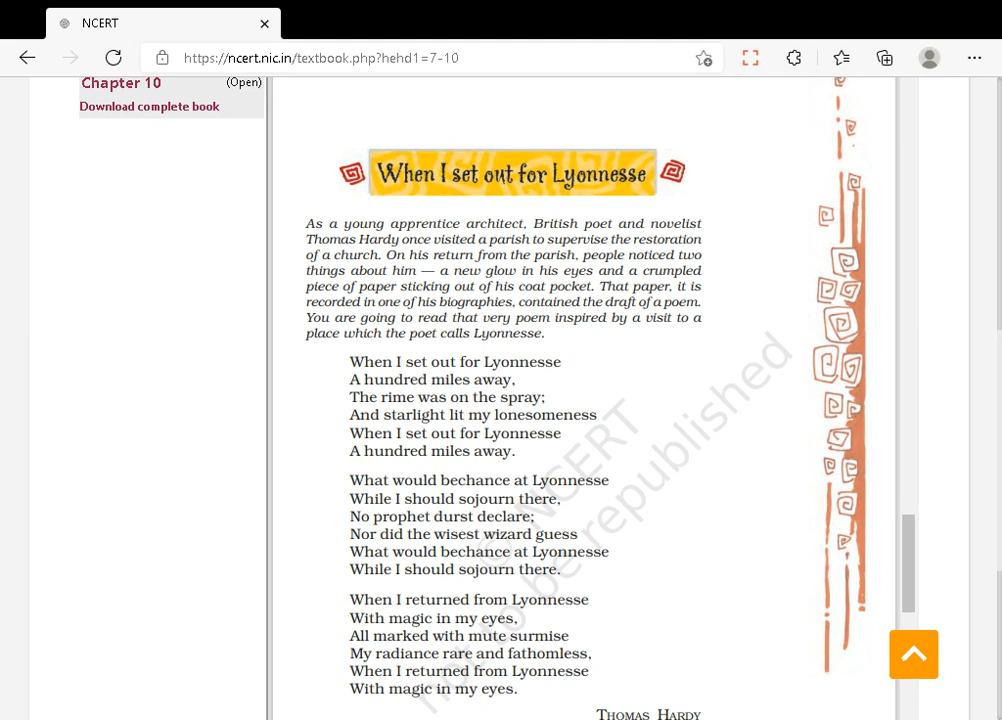 NCERT
https://ncert.nic.in/textbook.php?hehd1=7-10
Chapter 10 (Open)
Download complete book
When I set out for Lyonnesse
As a young apprentice architect, British poet and novelist
Thomas Hardy once visited a parish to supervise the restoration
of a church. On his return from the parish, people noticed two
things about him — a new glow in his eyes and a crumpled
piece of paper sticking out of his coat pocket. That paper, it is
recorded in one of his biographies, contained the draft of a poem.
You are going to read that very poem inspired by a visit to a
place which the poet calls Lyonnesse.
When I set out for Lyonnesse
A hundred miles away,
The rime was on the spray;
And starlight lit my lonesomeness
When I set out for Lyonnesse
A hundred miles away.
What would bechance at Lyonnesse
While I should sojourn there,
No prophet durst declare;
Nor did the wisest wizard guess
What would bechance at Lyonnesse
While I should sojourn there.
When I returned from Lyonnesse
With magic in my eyes,
All marked with mute surmise
My radiance rare and fathomless,
When I returned from Lyonnesse
With magic in my eyes.
THOMAS HARDY
© NCERT
not to be republished